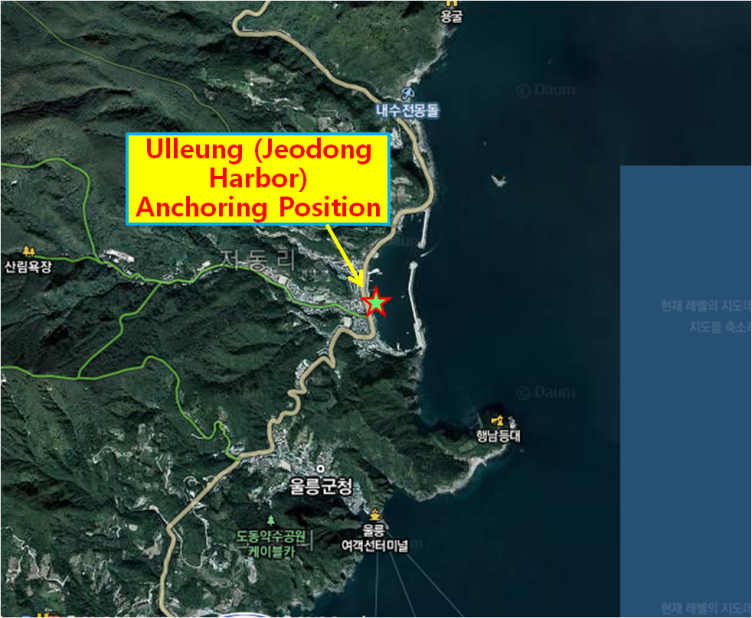 용굴
© Daum
내수전몽돌
Ulleung (Jeodong
Harbor)
Anchoring Position
저동리
산림욕장
현재 레벨의 지도데
지도를 축소하
© Daum
행남등대
울릉군청
울릉
여객선터미널
도동약수공원
케이블카
리
현재 레벨의 지도데